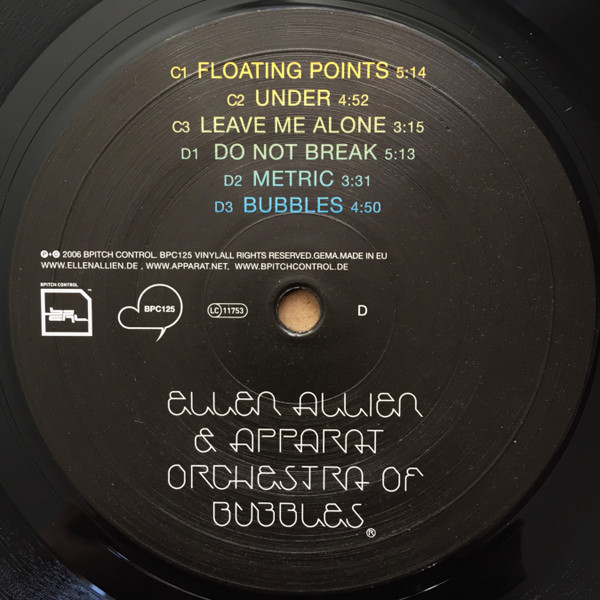 C1 FLOATING POINTS 5:14
C2 UNDER 4:52
C3 LEAVE ME ALONE 3:15
D1 DO NOT BREAK 5:13
D2 METRIC 3:31
D3 BUBBLES 4:50
℗+© 2006 BPITCH CONTROL. BPC125 VINYLALL RIGHTS RESERVED.GEMA.MADE IN EU
WWW.ELLENALLIEN.DE , WWW.APPARAT.NET, WWW.BPITCHCONTROL.DE
BPITCH CONTROL ™
BPC125
LC 11753
D
ELLEN ALLIEN
& APPARAT
ORCHESTRA OF
BUBBLES®